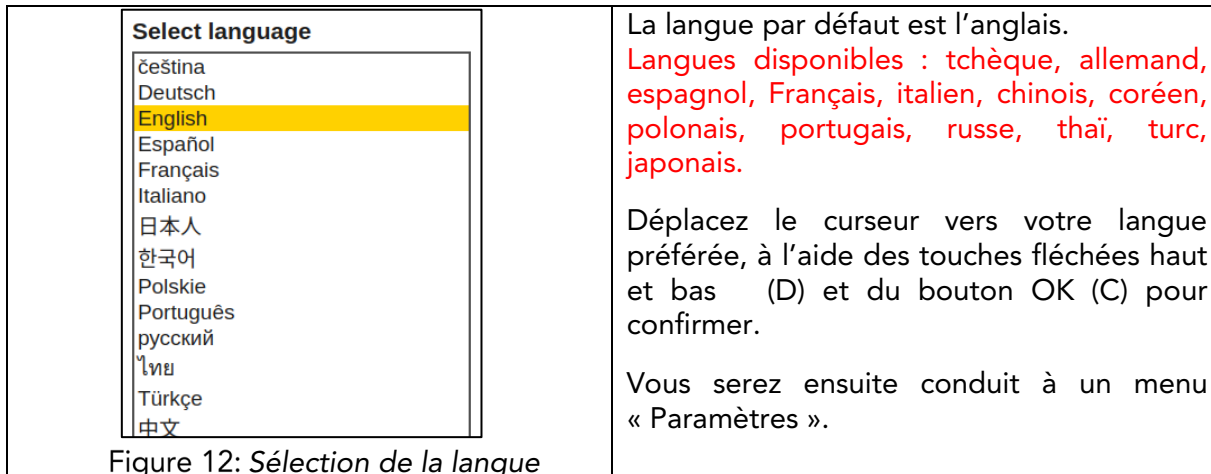 Select language
čeština
Deutsch
English
Español
Français
Italiano
日本人
한국어
Polskie
Português
русский
ไทย
Türkçe
中文
Figure 12: Sélection de la langue
La langue par défaut est l’anglais.
Langues disponibles : tchèque, allemand,
espagnol, Français, italien, chinois, coréen,
polonais, portugais, russe, thaï, turc,
japonais.
Déplacez le curseur vers votre langue
préférée, à l’aide des touches fléchées haut
et bas (D) et du bouton OK (C) pour
confirmer.
Vous serez ensuite conduit à un menu
« Paramètres ».